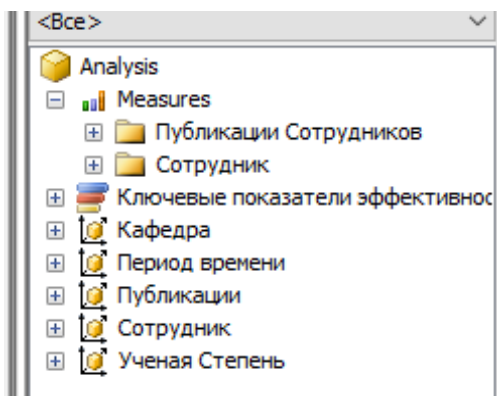 <Все>
Analysis
Measures
Публикации Сотрудников
Сотрудник
Ключевые показатели эффективнос
Кафедра
Период времени
Публикации
Сотрудник
Ученая Степень